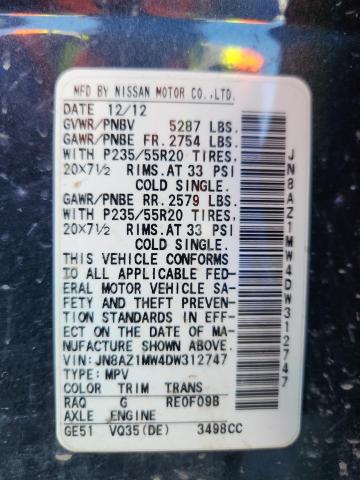 MFD BY NISSAN MOTOR CO.,LTD.
DATE 12/12
GVWR/PNBV 5287 LBS.
GAWR/PNBE FR. 2754 LBS.
WITH P235/55R20 TIRES,
20X7½ RIMS.AT 33 PSI
COLD SINGLE.
GAWR/PNBE RR. 2579 LBS.
WITH P235/55R20 TIRES,
20X7½ RIMS.AT 33 PSI
COLD SINGLE.
THIS VEHICLE CONFORMS
TO ALL APPLICABLE FED-
ERAL MOTOR VEHICLE SA-
FETY AND THEFT PREVEN-
TION STANDARDS IN EFF-
ECT ON THE DATE OF MA-
NUFACTURE SHOWN ABOVE.
VIN: JN8AZ1MW4DW312747
TYPE: MPV
COLOR TRIM TRANS
RAQ G RE0F09B
AXLE ENGINE
GE51 VQ35(DE) 3498CC
JN8AZ1MW4DW312747